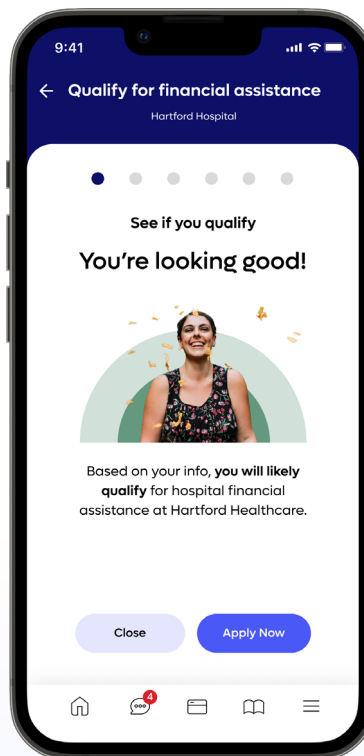 9:41
Qualify for financial assistance
Hartford Hospital
See if you qualify
You're looking good!
Based on your info, you will likely
qualify for hospital financial
assistance at Hartford Healthcare.
Close
Apply Now
4